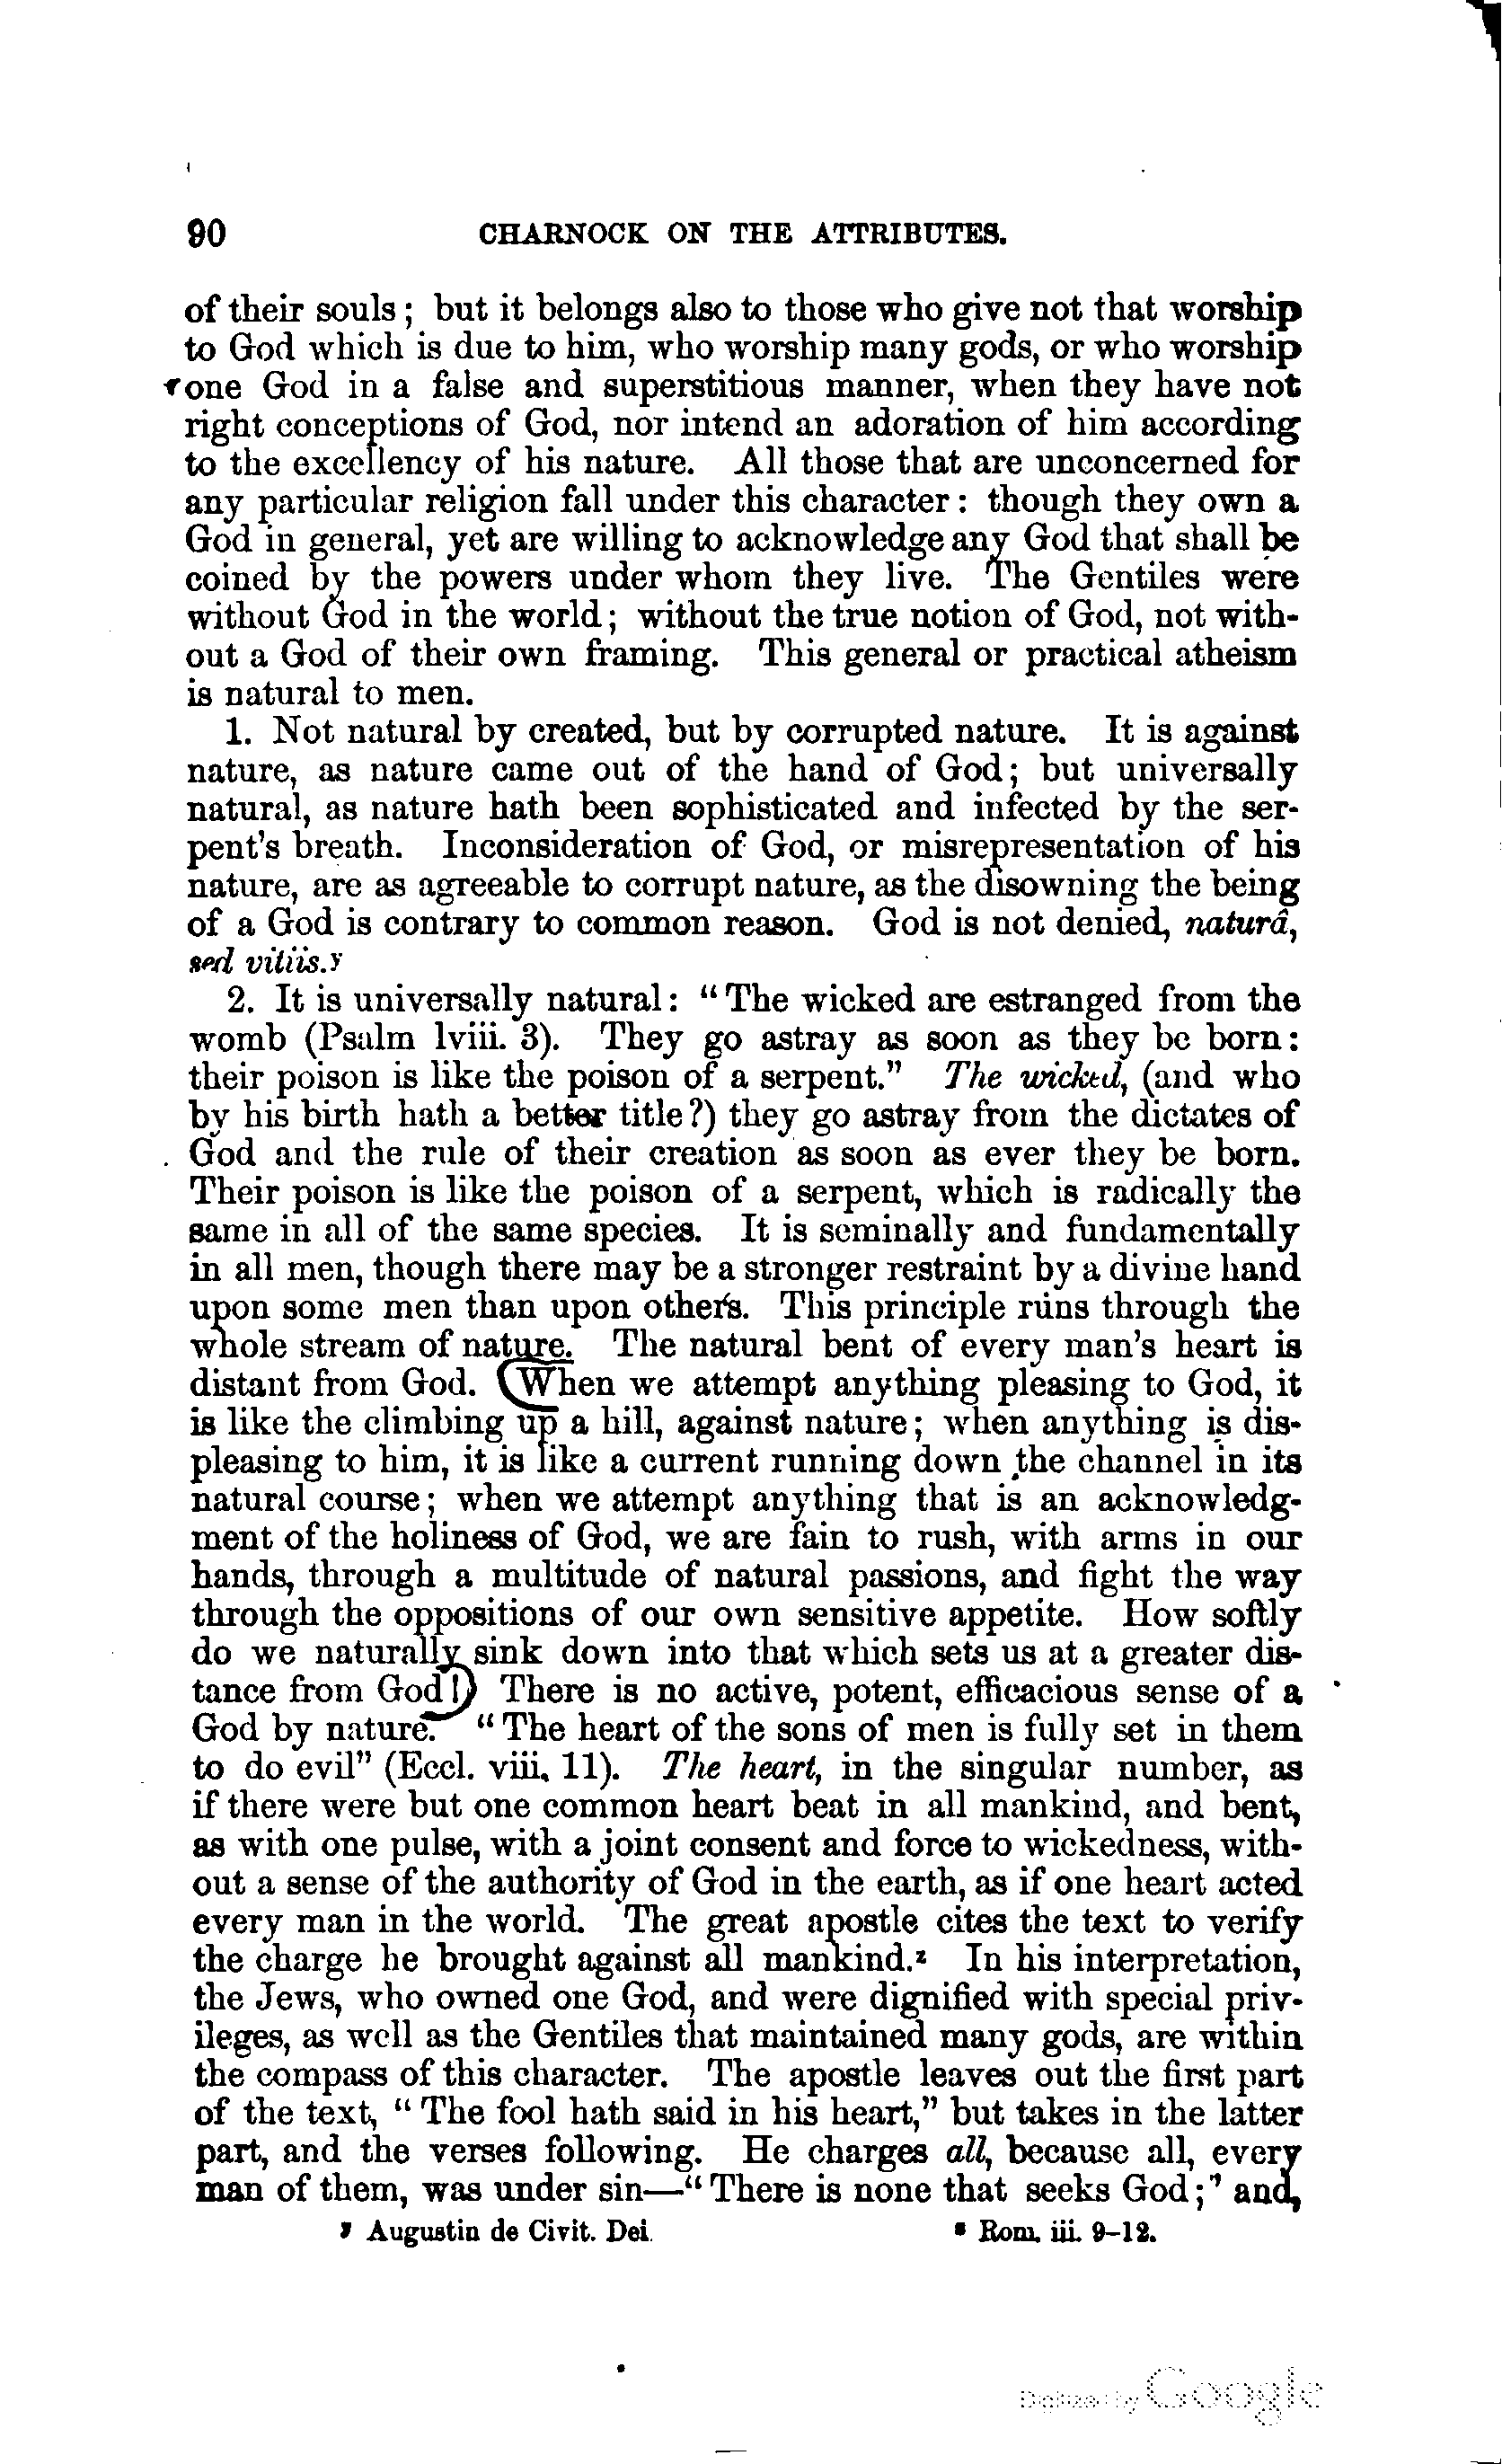 90 CHARNOCK ON THE ATTRIBUTES.
of their souls; but it belongs also to those who give not that worship
to God which is due to him, who worship many gods, or who worship
one God in a false and superstitious manner, when they have not
right conceptions of God, nor intend an adoration of him according
to the excellency of his nature. All those that are unconcerned for
any particular religion fall under this character: though they own a
God in general, yet are willing to acknowledge any God that shall be
coined by the powers under whom they live. The Gentiles were
without God in the world; without the true notion of God, not with-
out a God of their own framing. This general or practical atheism
is natural to men.
1. Not natural by created, but by corrupted nature. It is against
nature, as nature came out of the hand of God; but universally
natural, as nature hath been sophisticated and infected by the ser-
pent's breath. Inconsideration of God, or misrepresentation of his
nature, are as agreeable to corrupt nature, as the disowning the being
of a God is contrary to common reason. God is not denied, naturâ,
sed vitiis.y
2. It is universally natural: "The wicked are estranged from the
womb (Psalm lviii. 3). They go astray as soon as they be born:
their poison is like the poison of a serpent." The wicked, (and who
by his birth hath a better title?) they go astray from the dictates of
God and the rule of their creation as soon as ever they be born.
Their poison is like the poison of a serpent, which is radically the
same in all of the same species. It is seminally and fundamentally
in all men, though there may be a stronger restraint by a divine hand
upon some men than upon others. This principle runs through the
whole stream of nature. The natural bent of every man's heart is
distant from God. When we attempt anything pleasing to God, it
is like the climbing up a hill, against nature; when anything is dis-
pleasing to him, it is like a current running down the channel in its
natural course; when we attempt anything that is an acknowledg-
ment of the holiness of God, we are fain to rush, with arms in our
hands, through a multitude of natural passions, and fight the way
through the oppositions of our own sensitive appetite. How softly
do we naturally sink down into that which sets us at a greater dis-
tance from God! There is no active, potent, efficacious sense of a
God by nature. "The heart of the sons of men is fully set in them
to do evil" (Eccl. viii. 11). The heart, in the singular number, as
if there were but one common heart beat in all mankind, and bent,
as with one pulse, with a joint consent and force to wickedness, with-
out a sense of the authority of God in the earth, as if one heart acted
every man in the world. The great apostle cites the text to verify
the charge he brought against all mankind.z In his interpretation,
the Jews, who owned one God, and were dignified with special priv-
ileges, as well as the Gentiles that maintained many gods, are within
the compass of this character. The apostle leaves out the first part
of the text, "The fool hath said in his heart," but takes in the latter
part, and the verses following. He charges all, because all, every
man of them, was under sin—"There is none that seeks God;" and,
y Augustin de Civit. Dei. z Rom. iii. 9–12.
Digitized by Google